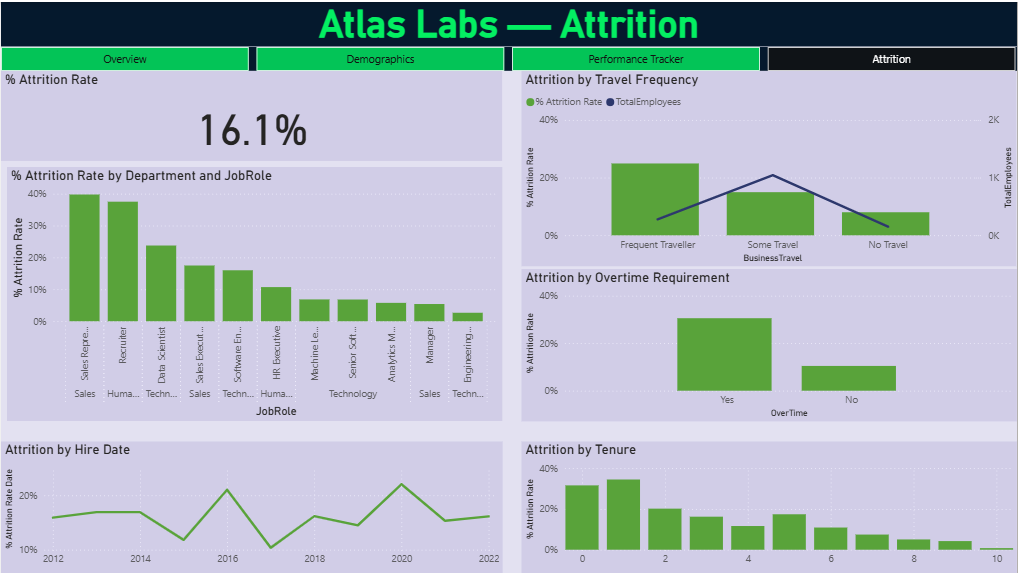 Atlas Labs — Attrition
Overview
Demographics
Performance Tracker
Attrition
% Attrition Rate
16.1%
% Attrition Rate by Department and JobRole
% Attrition Rate
40%
30%
20%
10%
0%
Sales Repre...
Recruiter
Data Scientist
Sales Execut...
Software En...
HR Executive
Machine Le...
Senior Soft...
Analytics M...
Manager
Engineering...
Sales
Huma...
Techn...
Sales
Techn...
Huma...
Technology
Sales
Techn...
JobRole
Attrition by Hire Date
% Attrition Rate Date
20%
10%
2012
2014
2016
2018
2020
2022
Attrition by Travel Frequency
% Attrition Rate TotalEmployees
% Attrition Rate
40%
20%
0%
2K
1K
0K
TotalEmployees
Frequent Traveller
Some Travel
No Travel
BusinessTravel
Attrition by Overtime Requirement
% Attrition Rate
40%
20%
0%
Yes
No
OverTime
Attrition by Tenure
% Attrition Rate
40%
20%
0%
0
2
4
6
8
10